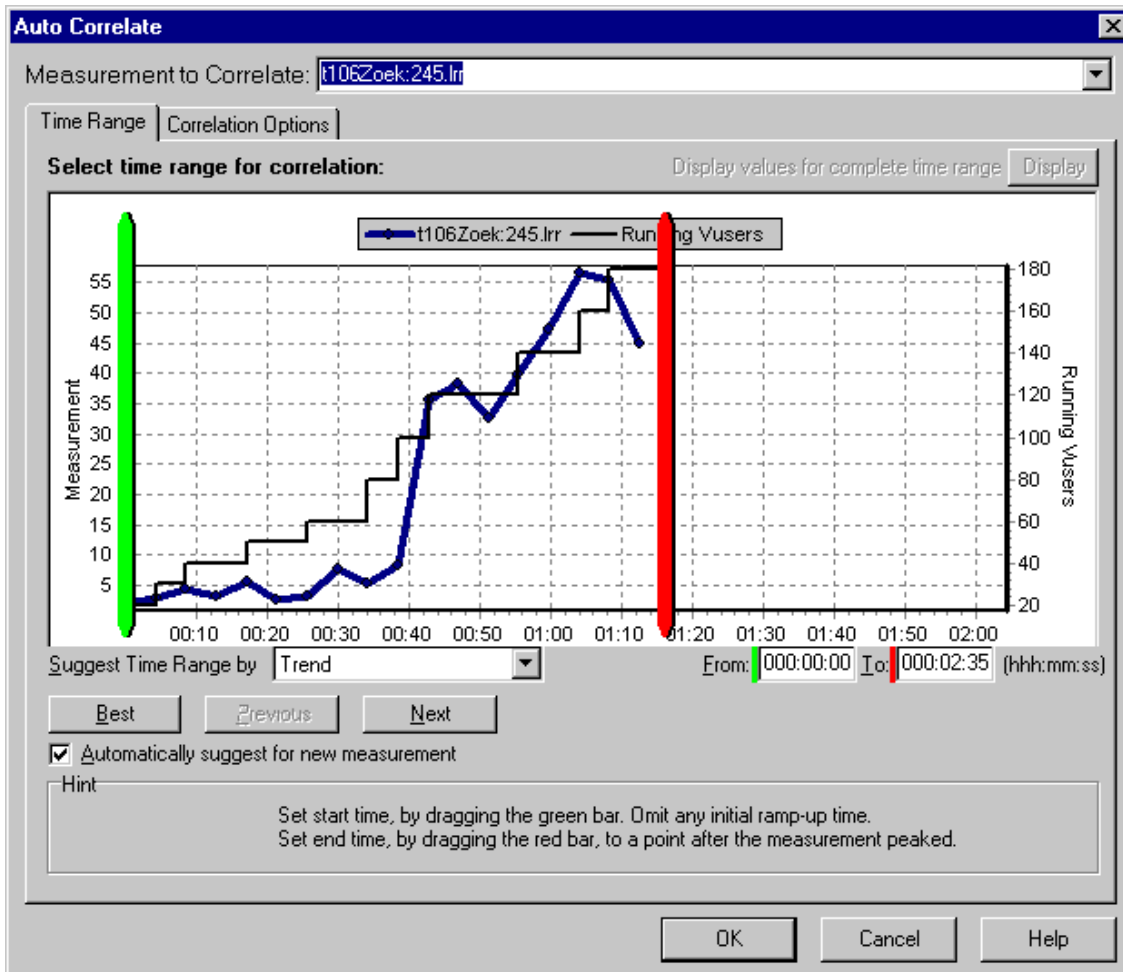 Auto Correlate
Measurement to Correlate: t106Zoek:245.lrr
Time Range Correlation Options
Select time range for correlation: Display values for complete time range Display
t106Zoek:245.lrr Running Vusers
Measurement
55
50
45
40
35
30
25
20
15
10
5
180
160
140
120
100
80
60
40
20
Running Vusers
00:10 00:20 00:30 00:40 00:50 01:00 01:10 01:20 01:30 01:40 01:50 02:00
Suggest Time Range by Trend From: 000:00:00 To: 000:02:35 (hhh:mm:ss)
Best Previous Next
Automatically suggest for new measurement
Hint
Set start time, by dragging the green bar. Omit any initial ramp-up time.
Set end time, by dragging the red bar, to a point after the measurement peaked.
OK Cancel Help